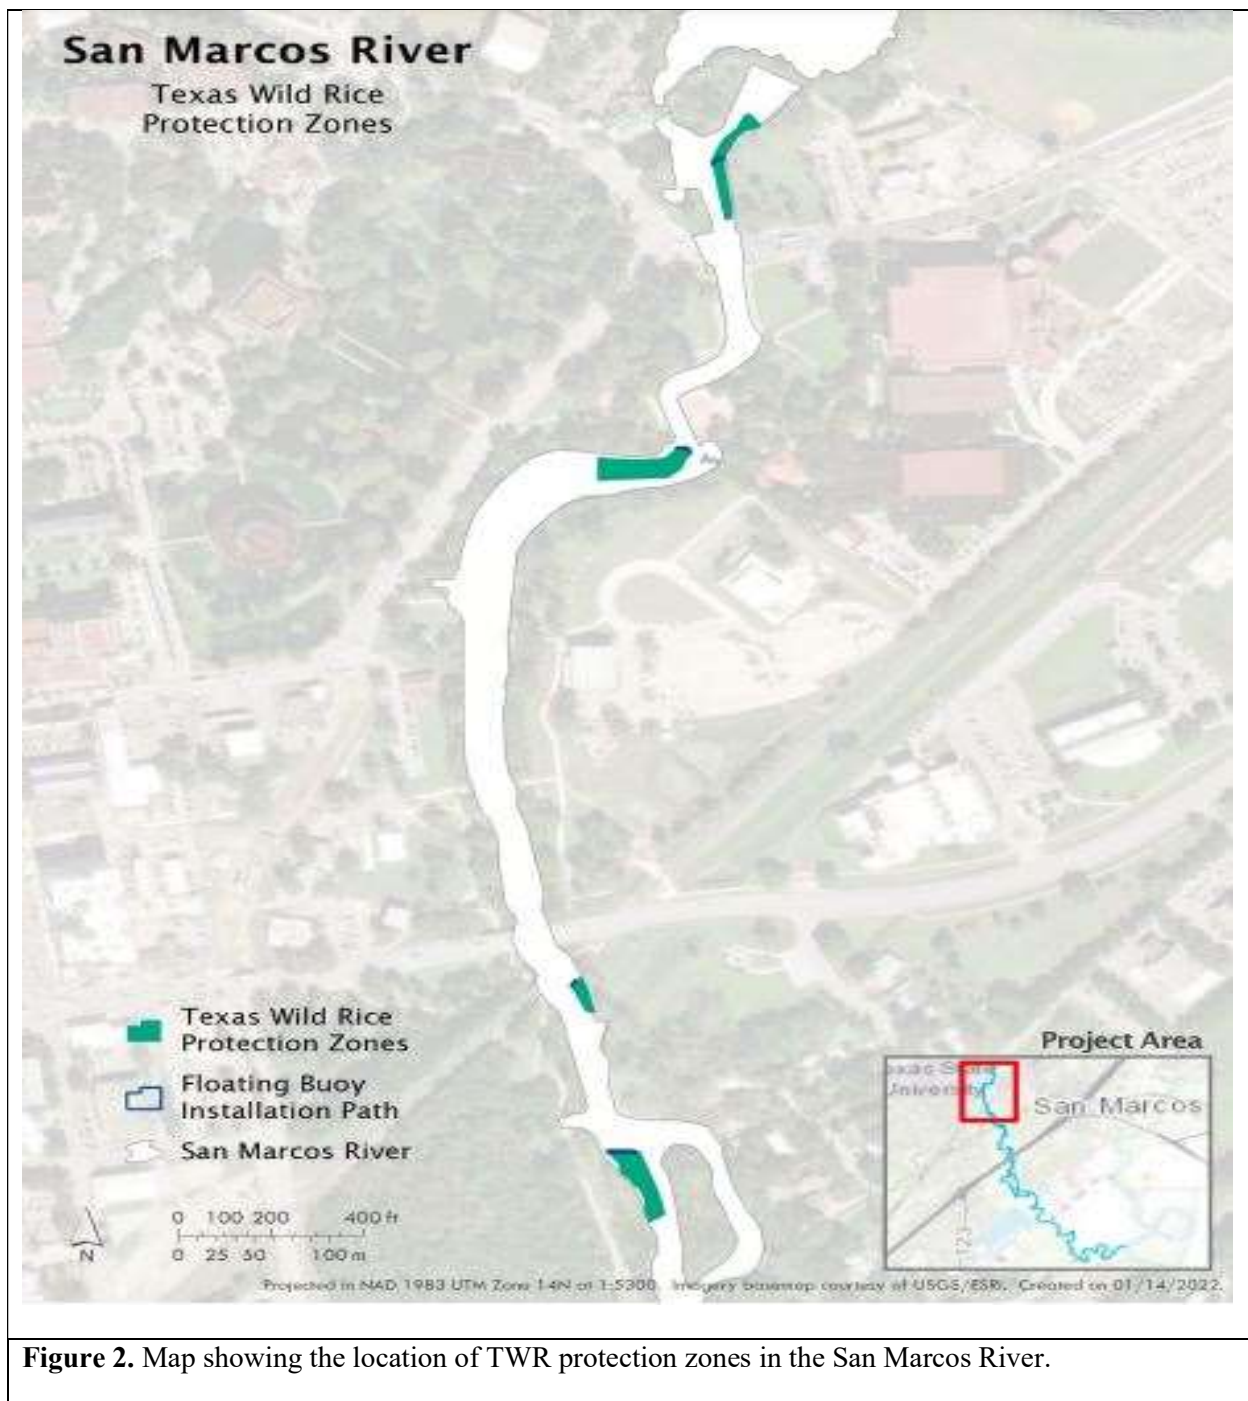 San Marcos River
Texas Wild Rice
Protection Zones
Texas Wild Rice
Protection Zones
Floating Buoy
Installation Path
San Marcos River
N
0 100 200 400 ft
0 25 50 100 m
Project Area
University
San Marcos
123
Projected in NAD 1983 UTM Zone 14N at 1:5300. Imagery basemap courtesy of USGS/ESRI. Created on 01/14/2022.
Figure 2. Map showing the location of TWR protection zones in the San Marcos River.